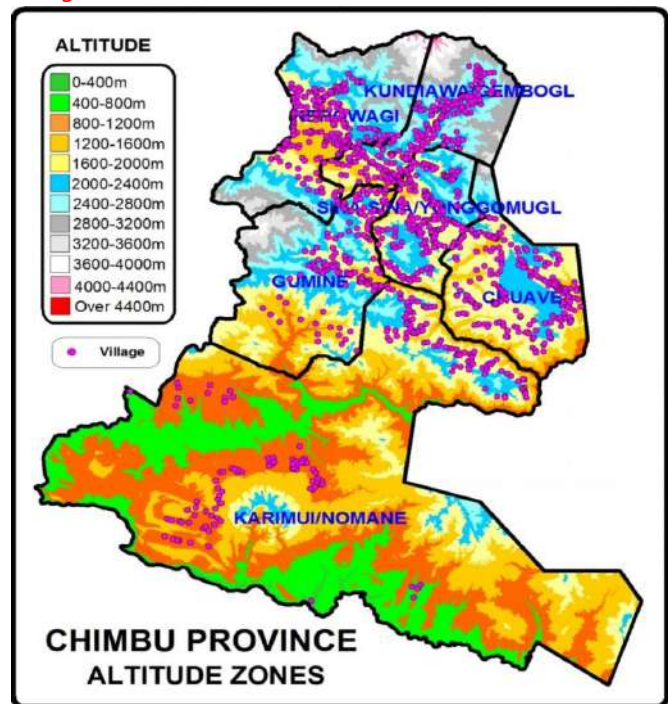 ALTITUDE
0-400m
400-800m
800-1200m
1200-1600m
1600-2000m
2000-2400m
2400-2800m
2800-3200m
3200-3600m
3600-4000m
4000-4400m
Over 4400m
Village
KUNDIAWA/GEMBOGL
KEROWAGI
GUMINE
CHUAVE
KARIMUI/NOMANE
CHIMBU PROVINCE
ALTITUDE ZONES